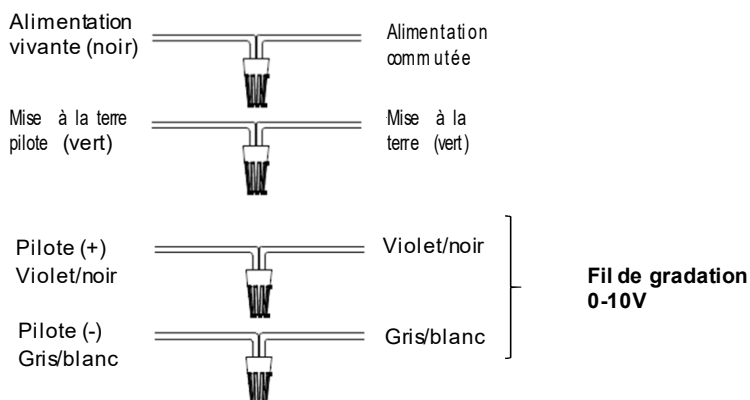 Alimentation
vivante (noir)
Alimentation
commutée
Mise à la terre
pilote (vert)
Mise à la
terre (vert)
Pilote (+)
Violet/noir
Violet/noir
Pilote (-)
Gris/blanc
Gris/blanc
Fil de gradation
0-10V